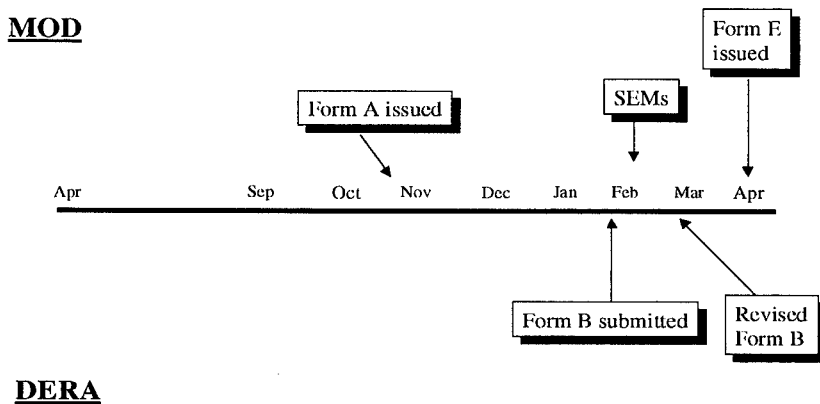 MOD
Form E
issued
SEMs
Form A issued
Apr Sep Oct Nov Dec Jan Feb Mar Apr
Form B submitted
Revised
Form B
DERA